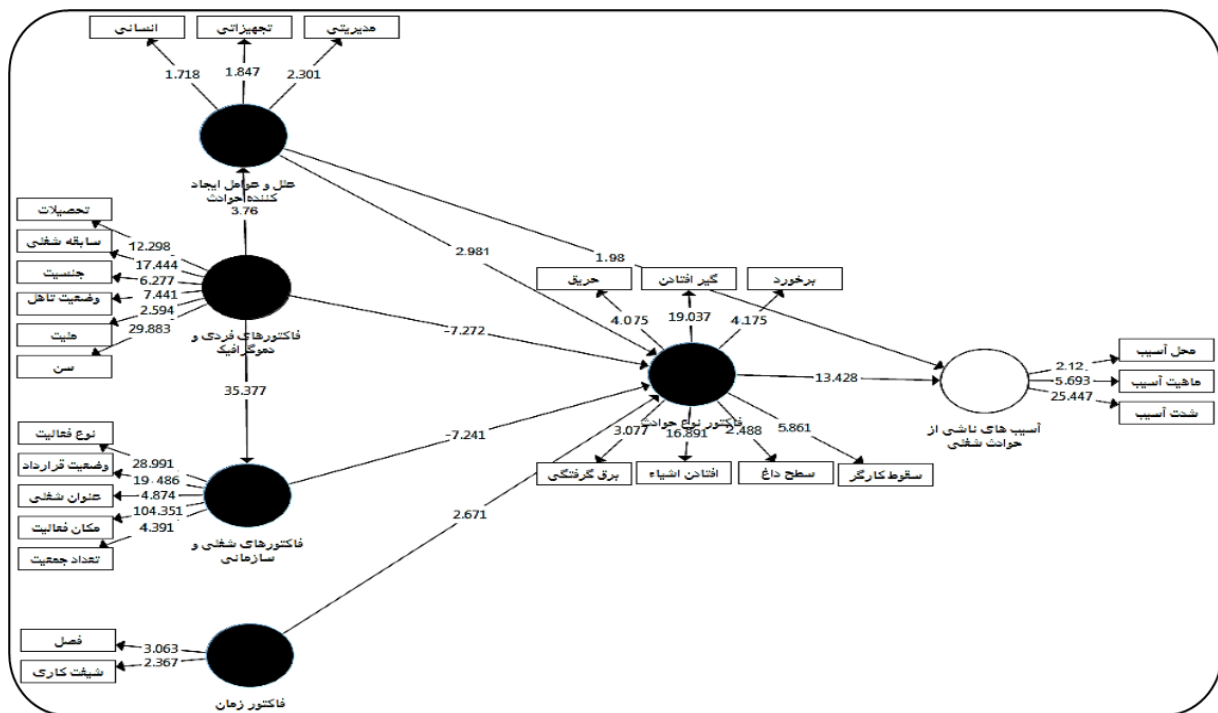 انسانی
تجهیزاتی
مدیریتی
1.718
1.847
2.301
علل و عوامل ایجاد
کننده حوادث
3.76
تحصیلات
سابقه شغلی
جنسیت
وضعیت تاهل
ملیت
سن
12.298
17.444
6.277
7.441
2.594
29.883
فاکتورهای فردی و
دموگرافیک
35.377
نوع فعالیت
وضعیت قرارداد
عنوان شغلی
مکان فعالیت
تعداد جمعیت
28.991
19.486
4.874
104.351
4.391
فاکتورهای شغلی و
سازمانی
فصل
شیفت کاری
3.063
2.367
فاکتور زمان
2.981
1.98
-7.272
-7.241
2.671
حریق
گیر افتادن
برخورد
4.075
19.037
4.175
فاکتور نوع حوادث
3.077
16.891
2.488
5.861
برق گرفتگی
افتادن اشیاء
سطح داغ
سقوط کارگر
13.428
آسیب های ناشی از
حوادث شغلی
2.12
5.693
25.447
محل آسیب
ماهیت آسیب
شدت آسیب